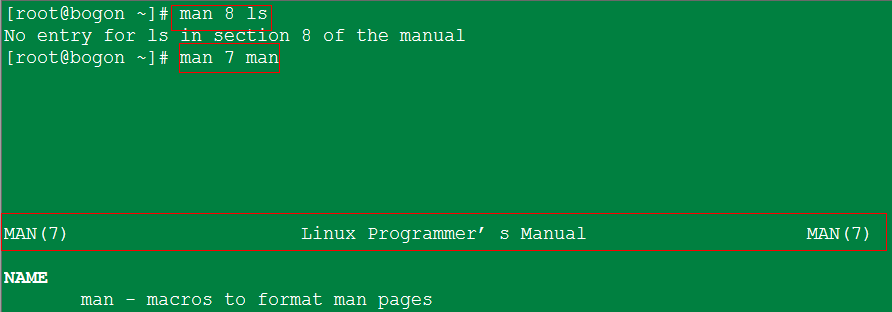 [root@bogon ~]# man 8 ls
No entry for ls in section 8 of the manual
[root@bogon ~]# man 7 man
MAN(7) Linux Programmer’ s Manual MAN(7)
NAME
man - macros to format man pages